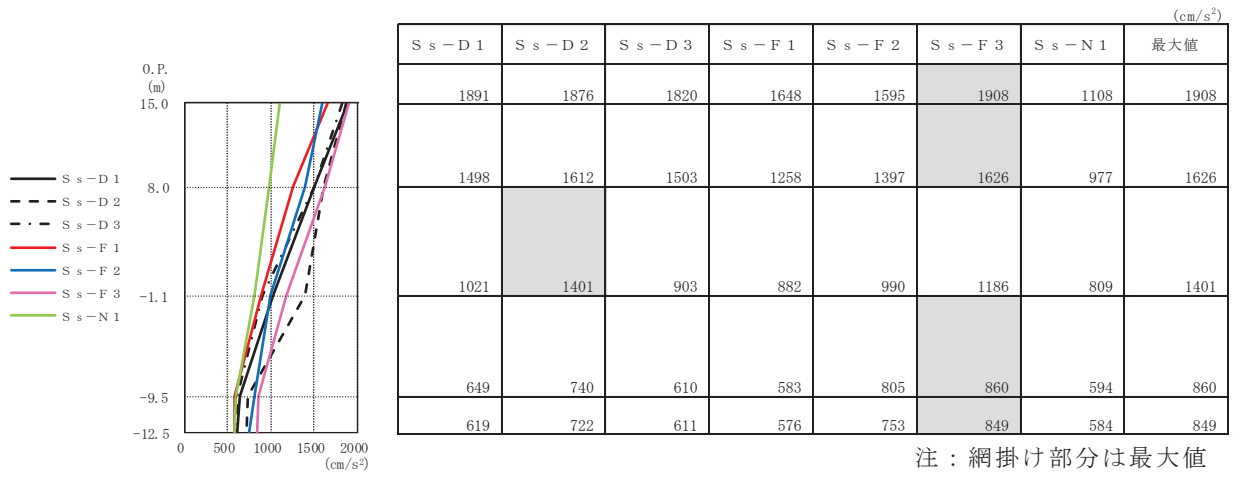 (cm/s²)
Ｓｓ－Ｄ１ Ｓｓ－Ｄ２ Ｓｓ－Ｄ３ Ｓｓ－Ｆ１ Ｓｓ－Ｆ２ Ｓｓ－Ｆ３ Ｓｓ－Ｎ１ 最大値
1891 1876 1820 1648 1595 1908 1108 1908
1498 1612 1503 1258 1397 1626 977 1626
1021 1401 903 882 990 1186 809 1401
649 740 610 583 805 860 594 860
619 722 611 576 753 849 584 849
O.P.
(m)
15.0
8.0
-1.1
-9.5
-12.5
0 500 1000 1500 2000
(cm/s²)
Ｓｓ－Ｄ１
Ｓｓ－Ｄ２
Ｓｓ－Ｄ３
Ｓｓ－Ｆ１
Ｓｓ－Ｆ２
Ｓｓ－Ｆ３
Ｓｓ－Ｎ１
注：網掛け部分は最大値